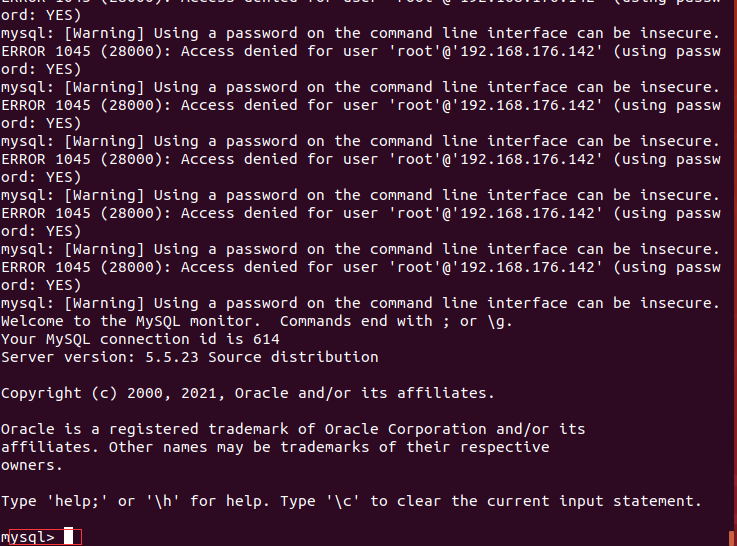 ERROR 1045 (28000): Access denied for user 'root'@'192.168.176.142' (using passw
ord: YES)
mysql: [Warning] Using a password on the command line interface can be insecure.
ERROR 1045 (28000): Access denied for user 'root'@'192.168.176.142' (using passw
ord: YES)
mysql: [Warning] Using a password on the command line interface can be insecure.
ERROR 1045 (28000): Access denied for user 'root'@'192.168.176.142' (using passw
ord: YES)
mysql: [Warning] Using a password on the command line interface can be insecure.
ERROR 1045 (28000): Access denied for user 'root'@'192.168.176.142' (using passw
ord: YES)
mysql: [Warning] Using a password on the command line interface can be insecure.
ERROR 1045 (28000): Access denied for user 'root'@'192.168.176.142' (using passw
ord: YES)
mysql: [Warning] Using a password on the command line interface can be insecure.
ERROR 1045 (28000): Access denied for user 'root'@'192.168.176.142' (using passw
ord: YES)
mysql: [Warning] Using a password on the command line interface can be insecure.
Welcome to the MySQL monitor.  Commands end with ; or \g.
Your MySQL connection id is 614
Server version: 5.5.23 Source distribution

Copyright (c) 2000, 2021, Oracle and/or its affiliates.

Oracle is a registered trademark of Oracle Corporation and/or its
affiliates. Other names may be trademarks of their respective
owners.

Type 'help;' or '\h' for help. Type '\c' to clear the current input statement.

mysql>